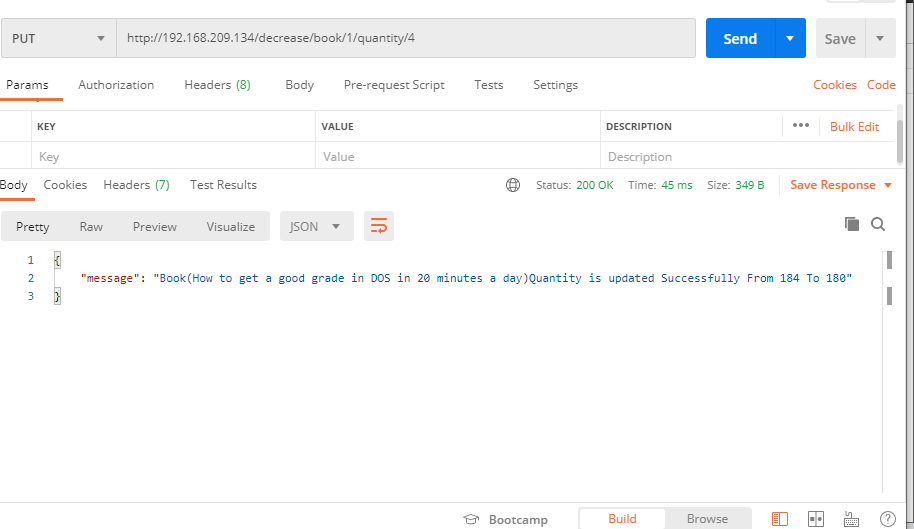 PUT http://192.168.209.134/decrease/book/1/quantity/4 Send Save
Params Authorization Headers (8) Body Pre-request Script Tests Settings Cookies Code
KEY VALUE DESCRIPTION ••• Bulk Edit
Key Value Description
Body Cookies Headers (7) Test Results Status: 200 OK Time: 45 ms Size: 349 B Save Response
Pretty Raw Preview Visualize JSON
1 {
2 "message": "Book(How to get a good grade in DOS in 20 minutes a day)Quantity is updated Successfully From 184 To 180"
3 }
Bootcamp Build Browse ?